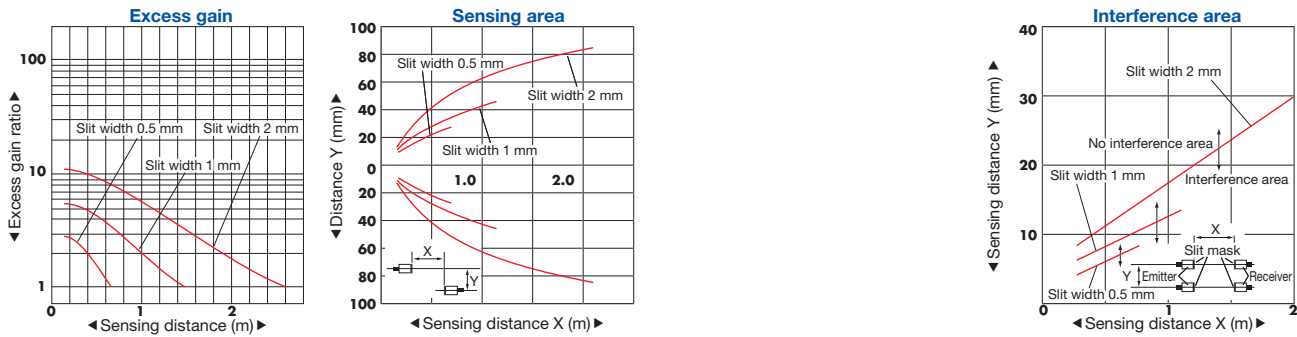 Excess gain
100
10
1
◄Excess gain ratio►
Slit width 0.5 mm
Slit width 2 mm
Slit width 1 mm
0
1
2
◄Sensing distance (m)►
Sensing area
100
80
60
40
20
0
20
40
60
80
100
◄Distance Y (mm)►
Slit width 0.5 mm
Slit width 2 mm
Slit width 1 mm
1.0
2.0
X
Y
◄Sensing distance X (m)►
Interference area
40
30
20
10
0
◄Sensing distance Y (mm)►
Slit width 2 mm
No interference area
Slit width 1 mm
Interference area
X
Slit mask
Y
Emitter
Receiver
Slit width 0.5 mm
0
1
2
◄Sensing distance X (m)►